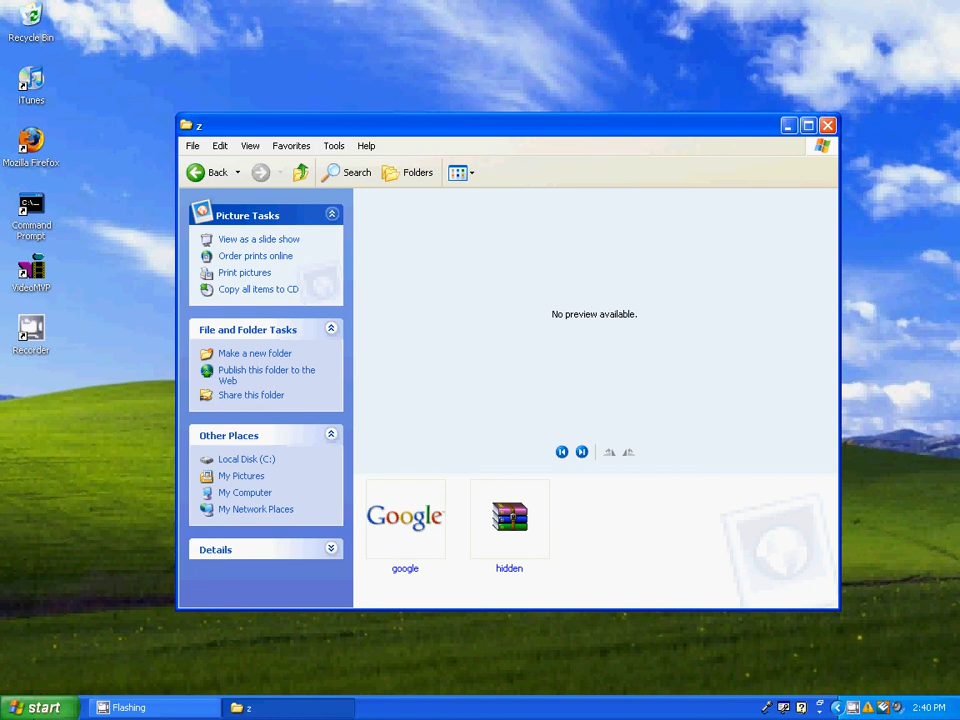 Recycle Bin
iTunes
Mozilla Firefox
C:\_
Command
Prompt
VideoMVP
Recorder
z
File Edit View Favorites Tools Help
Back Search Folders
Picture Tasks
View as a slide show
Order prints online
Print pictures
Copy all items to CD
File and Folder Tasks
Make a new folder
Publish this folder to the
Web
Share this folder
Other Places
Local Disk (C:)
My Pictures
My Computer
My Network Places
Details
No preview available.
Google
google hidden
start Flashing z 2:40 PM